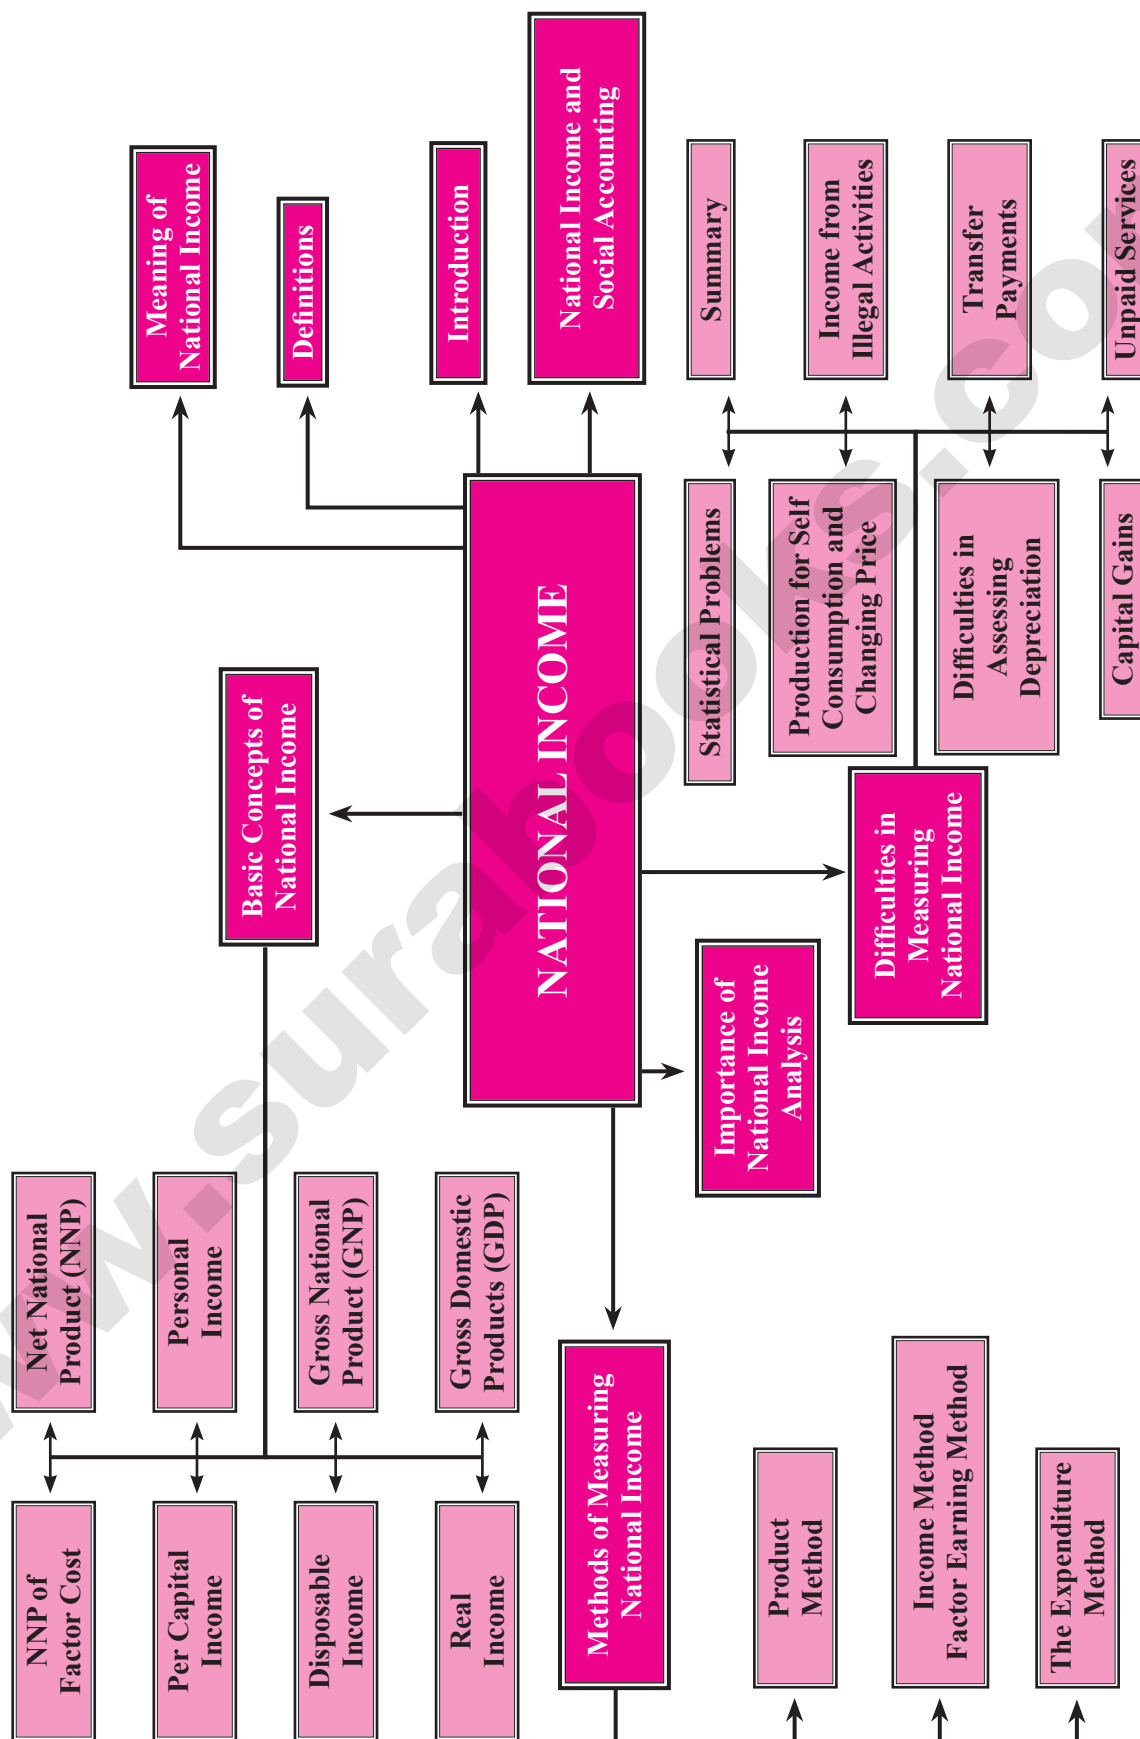 Meaning of
National Income
Definitions
Introduction
National Income and
Social Accounting
NATIONAL INCOME
Basic Concepts of
National Income
Net National
Product (NNP)
Personal
Income
Gross National
Product (GNP)
Gross Domestic
Products (GDP)
NNP of
Factor Cost
Per Capital
Income
Disposable
Income
Real
Income
Methods of Measuring
National Income
Product
Method
Income Method
Factor Earning Method
The Expenditure
Method
Importance of
National Income
Analysis
Difficulties in
Measuring
National Income
Summary
Income from
Illegal Activities
Transfer
Payments
Unpaid Services
Statistical Problems
Production for Self
Consumption and
Changing Price
Difficulties in
Assessing
Depreciation
Capital Gains
www.surabooks.com